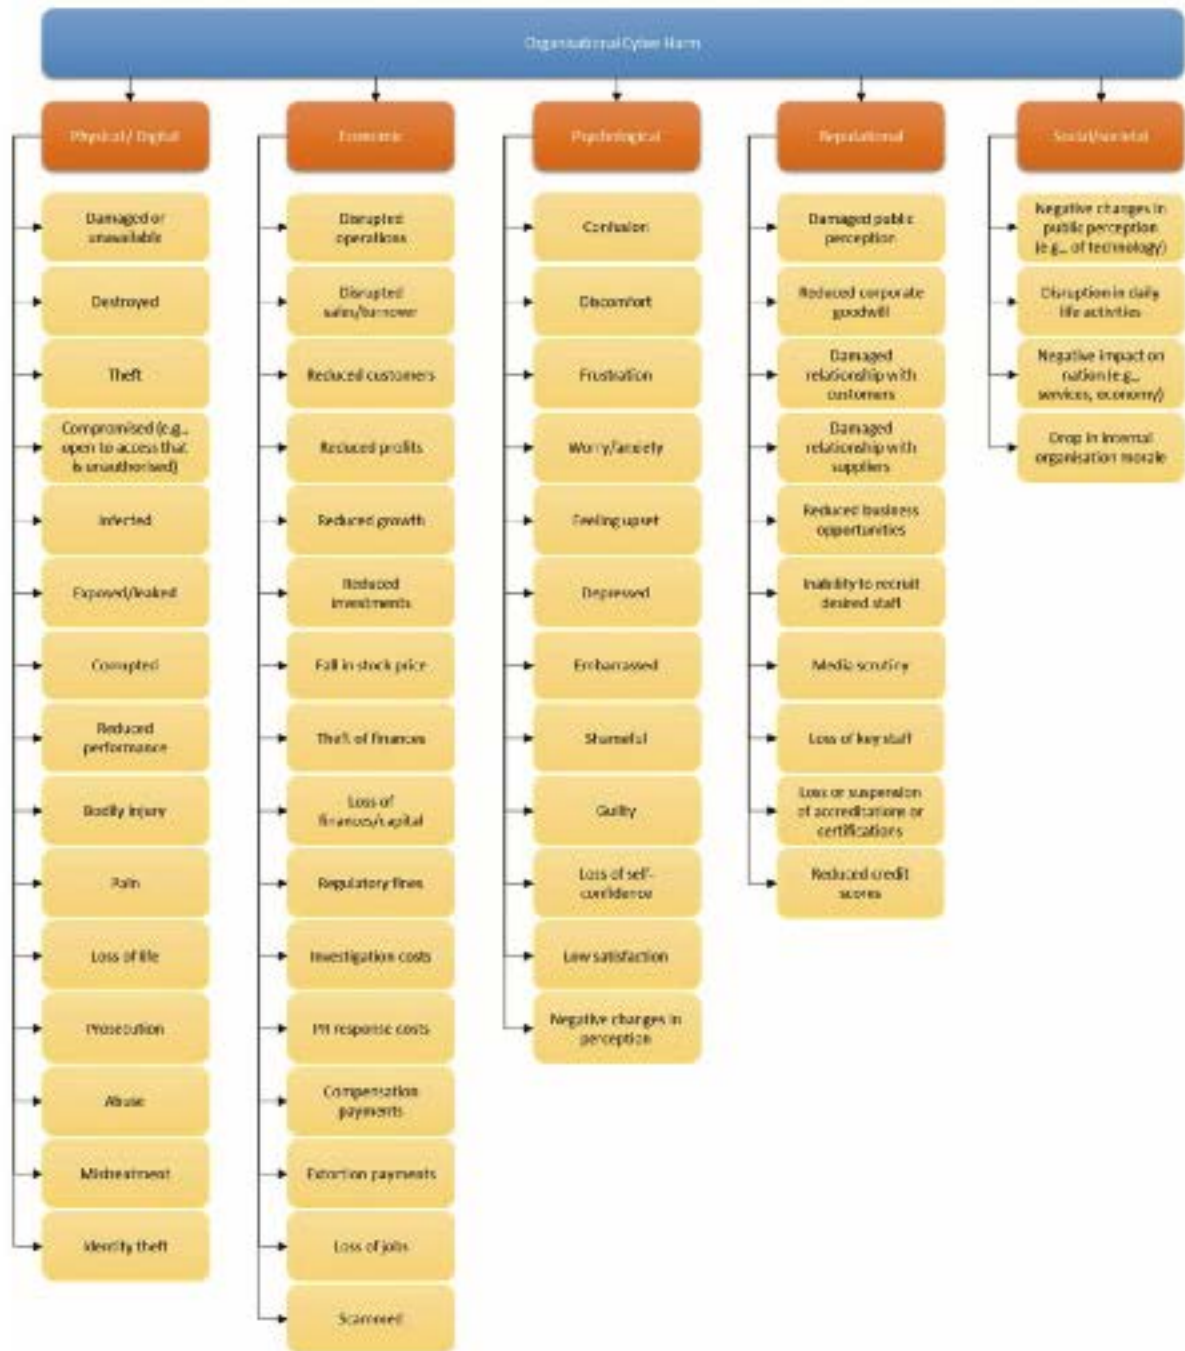 Organisational Cyber Harm
Physical / Digital
Damaged or
unavailable
Destroyed
Theft
Compromised (e.g.,
open to access that
is unauthorised)
Infected
Exposed/leaked
Corrupted
Reduced
performance
Bodily injury
Pain
Loss of life
Prosecution
Abuse
Mistreatment
Identity theft
Economic
Disrupted
operations
Disrupted
sales/turnover
Reduced customers
Reduced profits
Reduced growth
Reduced
investments
Fall in stock price
Theft of finances
Loss of
finances/capital
Regulatory fines
Investigation costs
PR response costs
Compensation
payments
Extortion payments
Loss of jobs
Scammed
Psychological
Confusion
Discomfort
Frustration
Worry/anxiety
Feeling upset
Depressed
Embarrassed
Shameful
Guilty
Loss of self-
confidence
Low satisfaction
Negative changes in
perception
Reputational
Damaged public
perception
Reduced corporate
goodwill
Damaged
relationship with
customers
Damaged
relationship with
suppliers
Reduced business
opportunities
Inability to recruit
desired staff
Media scrutiny
Loss of key staff
Loss or suspension
of accreditations or
certifications
Reduced credit
scores
Social/societal
Negative changes in
public perception
(e.g., of technology)
Disruption in daily
life activities
Negative impact on
nation (e.g.,
services, economy)
Drop in internal
organisation morale